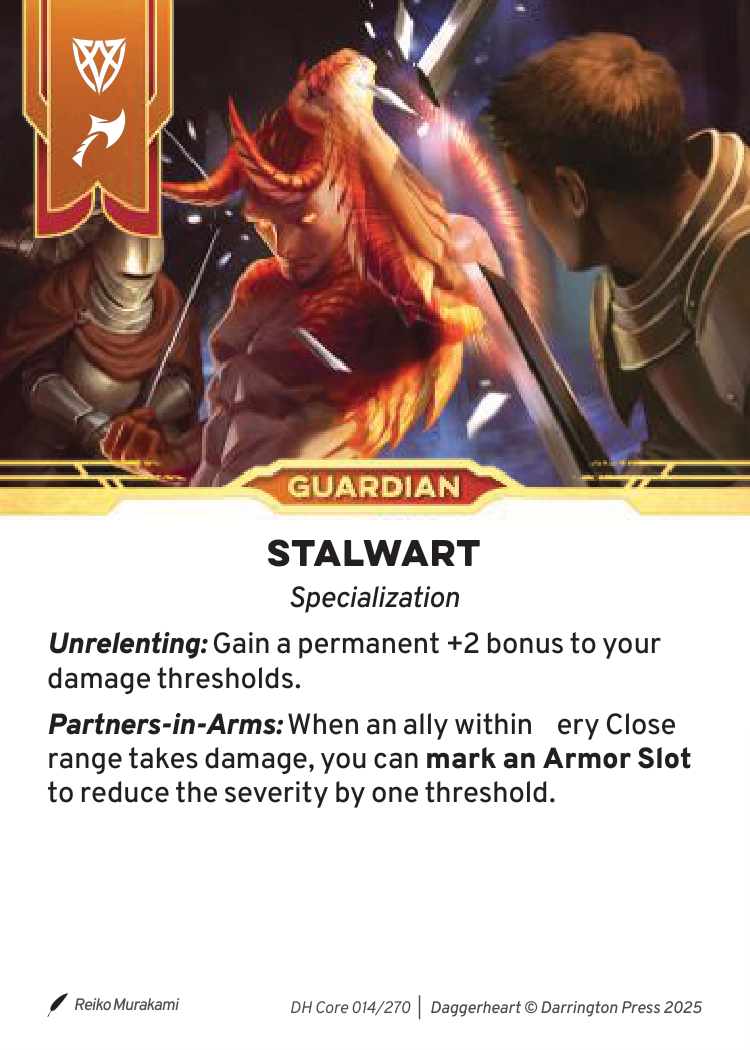 GUARDIAN
STALWART
Specialization
Unrelenting: Gain a permanent +2 bonus to your
damage thresholds.
Partners-in-Arms: When an ally within ery Close
range takes damage, you can mark an Armor Slot
to reduce the severity by one threshold.
Reiko Murakami
DH Core 014/270 | Daggerheart © Darrington Press 2025